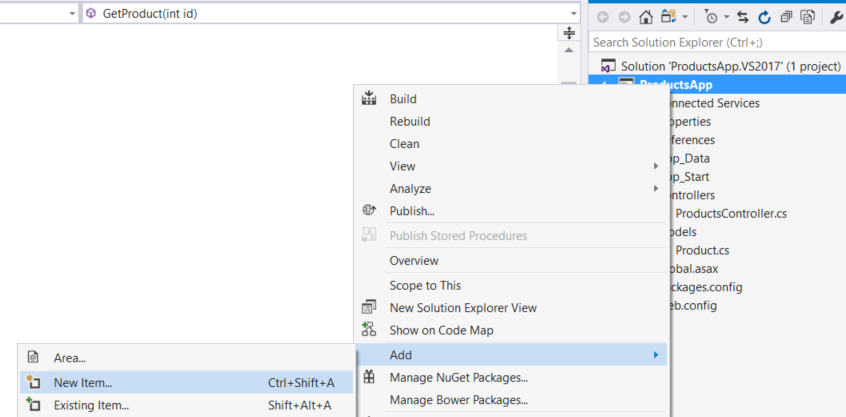 GetProduct(int id)
Search Solution Explorer (Ctrl+;)
Solution 'ProductsApp.VS2017' (1 project)
ProductsApp
nnected Services
operties
ferences
p_Data
p_Start
ntrollers
ProductsController.cs
dels
Product.cs
obal.asax
ckages.config
eb.config
Build
Rebuild
Clean
View
Analyze
Publish...
Publish Stored Procedures
Overview
Scope to This
New Solution Explorer View
Show on Code Map
Add
Manage NuGet Packages...
Manage Bower Packages...
Area...
New Item... Ctrl+Shift+A
Existing Item... Shift+Alt+A